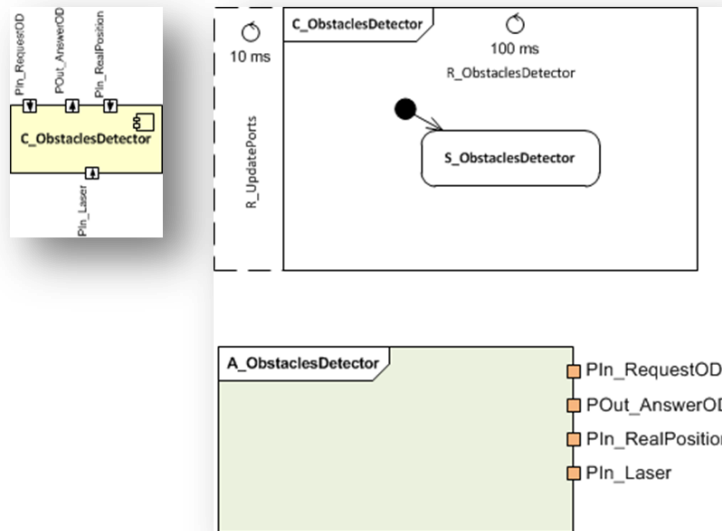 PIn_RequestOD
POut_AnswerOD
PIn_RealPosition
C_ObstaclesDetector
PIn_Laser
10 ms
R_UpdatePorts
C_ObstaclesDetector
100 ms
R_ObstaclesDetector
S_ObstaclesDetector
A_ObstaclesDetector
PIn_RequestOD
POut_AnswerOD
PIn_RealPosition
PIn_Laser